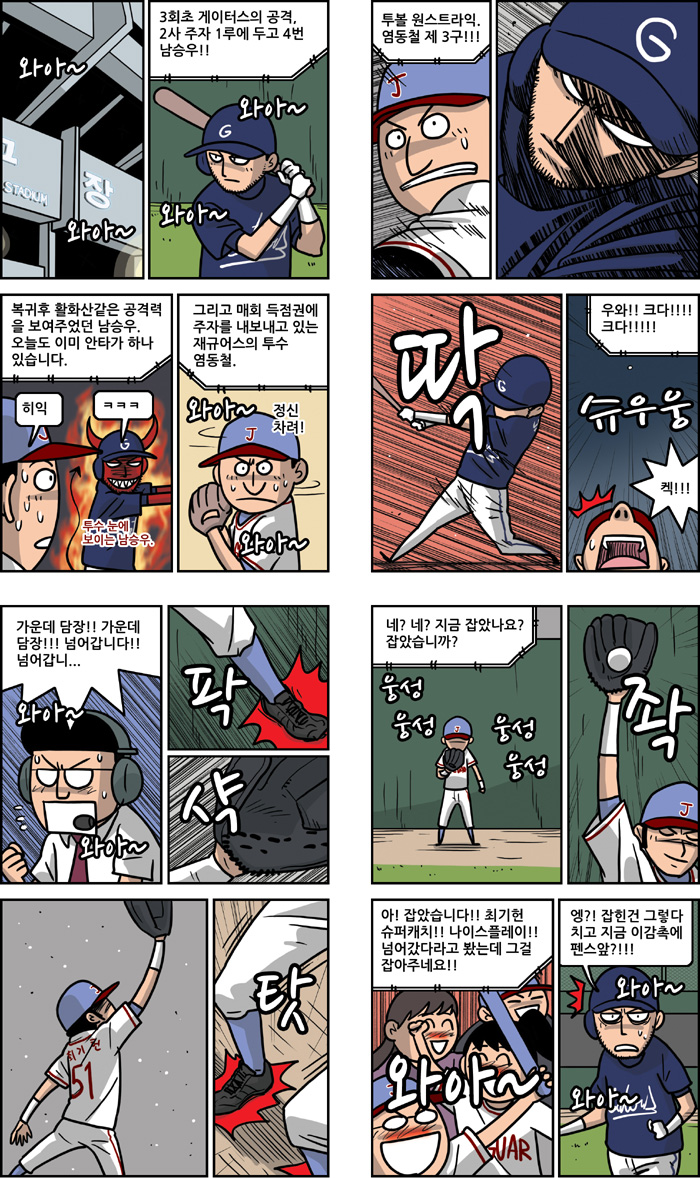 와아~
구장
STADIUM
와아~
3회초 게이터스의 공격,
2사 주자 1루에 두고 4번
남승우!!
와아~
G
와아~
복귀후 활화산같은 공격력
을 보여주었던 남승우.
오늘도 이미 안타가 하나
있습니다.
히익
ㅋㅋㅋ
J
G
투수 눈에
보이는 남승우.
그리고 매회 득점권에
주자를 내보내고 있는
재규어스의 투수
염동철.
와아~
정신
차려!
J
와아~
투볼 원스트라익.
염동철 제 3구!!!
J
G
딱
G
우와!! 크다!!!!
크다!!!!!
슈우웅
켁!!!
가운데 담장!! 가운데
담장!!! 넘어갑니다!!
넘어갑니...
와아~
와아~
팍
샥
최기헌
51
탓
네? 네? 지금 잡았나요?
잡았습니까?
웅성
웅성
웅성
웅성
J
좍
J
아! 잡았습니다!! 최기헌
슈퍼캐치!! 나이스플레이!!
넘어갔다라고 봤는데 그걸
잡아주네요!!
와아~
GUAR
엥?! 잡힌건 그렇다
치고 지금 이감촉에
펜스앞?!!!
와아~
와아~